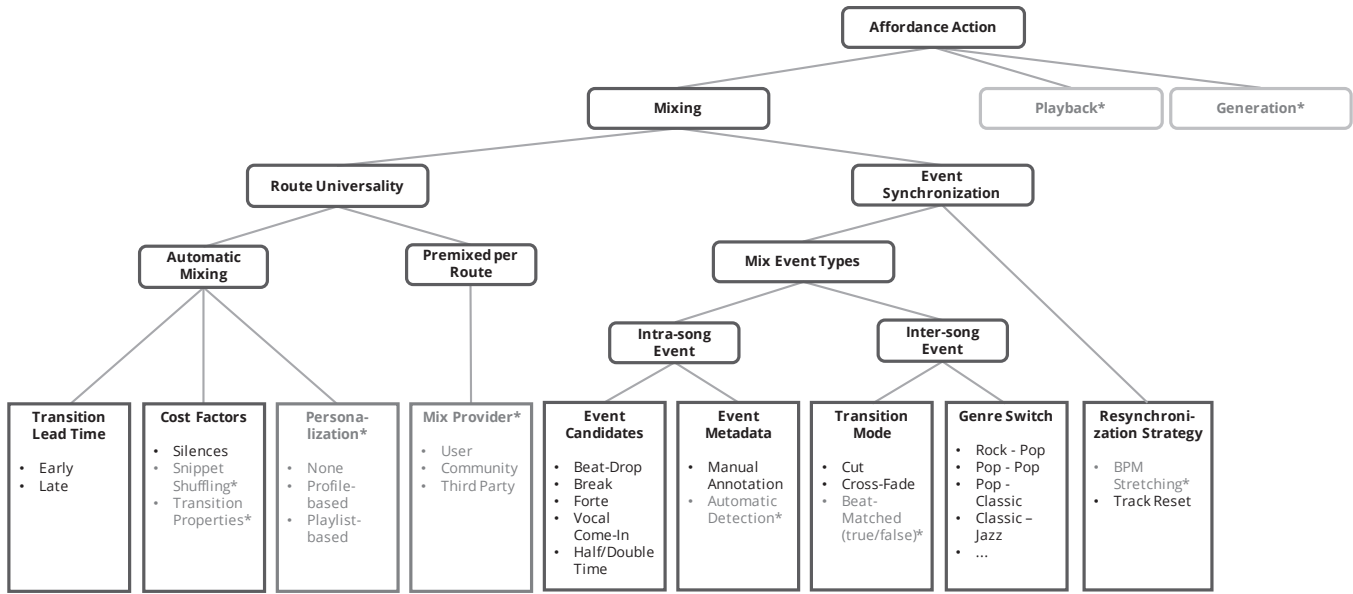 Affordance Action
Mixing
Playback*
Generation*
Route Universality
Event
Synchronization
Automatic
Mixing
Premixed per
Route
Mix Event Types
Intra-song
Event
Inter-song
Event
Transition
Lead Time
• Early
• Late
Cost Factors
• Silences
• Snippet
Shuffling*
• Transition
Properties*
Persona-
lization*
• None
• Profile-
based
• Playlist-
based
Mix Provider*
• User
• Community
• Third Party
Event
Candidates
• Beat-Drop
• Break
• Forte
• Vocal
Come-In
• Half/Double
Time
Event
Metadata
• Manual
Annotation
• Automatic
Detection*
Transition
Mode
• Cut
• Cross-Fade
• Beat-
Matched
(true/false)*
Genre Switch
• Rock - Pop
• Pop - Pop
• Pop -
Classic
• Classic –
Jazz
• ...
Resynchroni-
zation Strategy
• BPM
Stretching*
• Track Reset